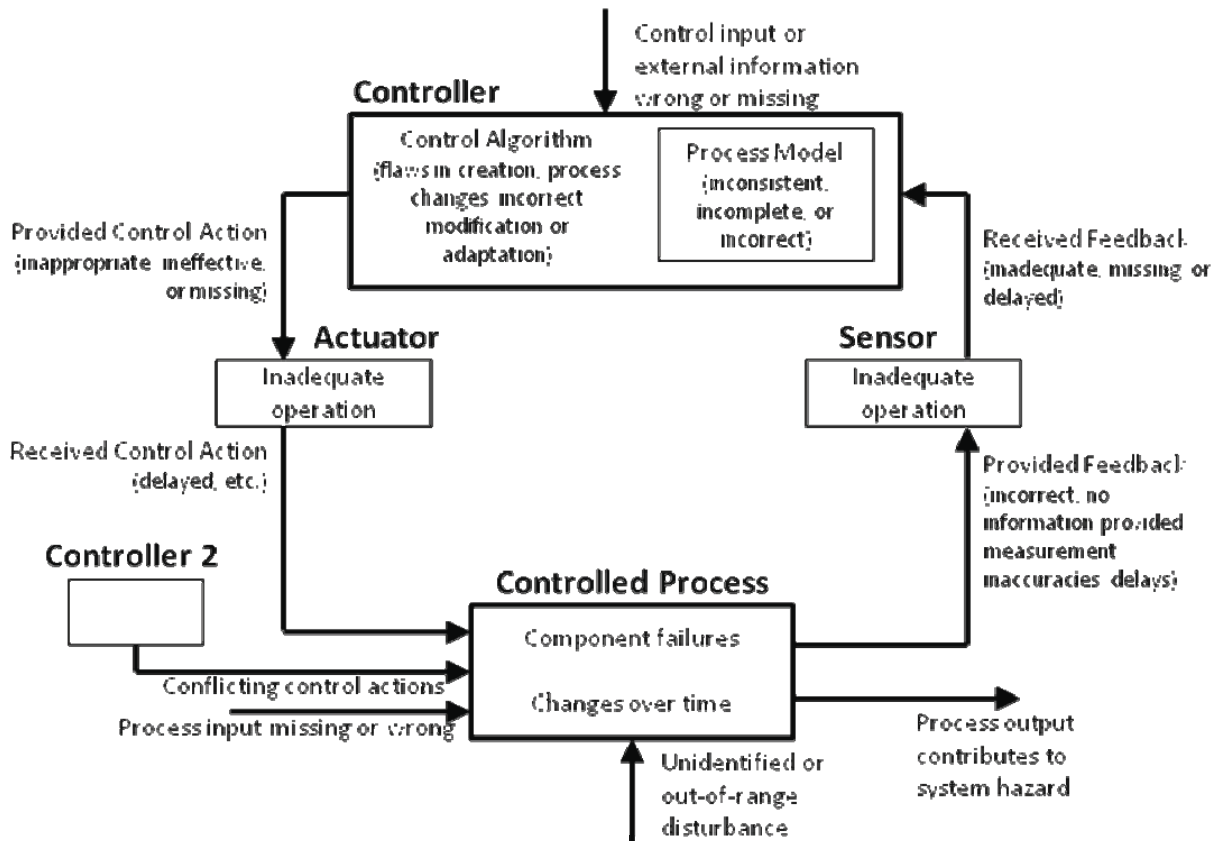 Control input or
external information
wrong or missing
Controller
Control Algorithm
(flaws in creation, process
changes incorrect
modification or
adaptation)
Process Model
(inconsistent,
incomplete, or
incorrect)
Provided Control Action
(inappropriate ineffective,
or missing)
Received Feedback
(inadequate, missing or
delayed)
Actuator
Inadequate
operation
Sensor
Inadequate
operation
Received Control Action
(delayed, etc.)
Provided Feedback
(incorrect, no
information provided
measurement
inaccuracies delays)
Controller 2
Controlled Process
Component failures
Changes over time
Conflicting control actions
Process input missing or wrong
Unidentified or
out-of-range
disturbance
Process output
contributes to
system hazard